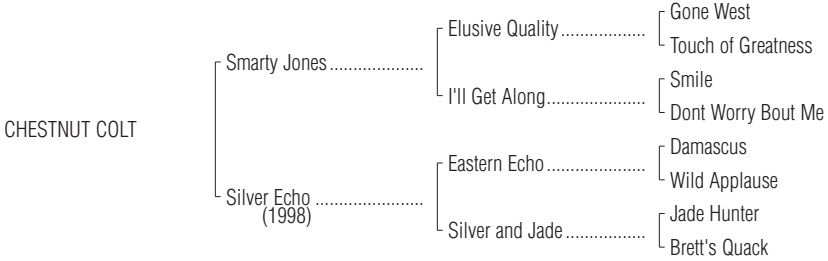 Gone West
Elusive Quality..................
Touch of Greatness
Smarty Jones ....................
Smile
I'll Get Along.....................
Dont Worry Bout Me
CHESTNUT COLT
Damascus
Eastern Echo.....................
Wild Applause
Silver Echo ......................
(1998)
Jade Hunter
Silver and Jade.................
Brett's Quack